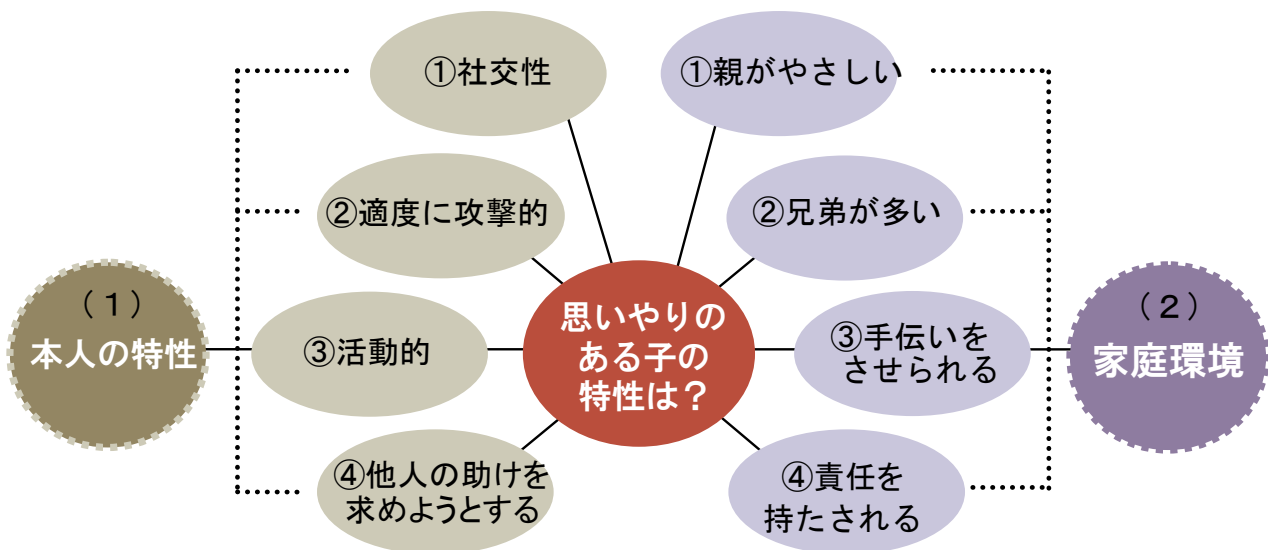 （１）
本人の特性
①社交性
②適度に攻撃的
③活動的
④他人の助けを
求めようとする
思いやりの
ある子の
特性は？
①親がやさしい
②兄弟が多い
③手伝いを
させられる
④責任を
持たされる
（２）
家庭環境